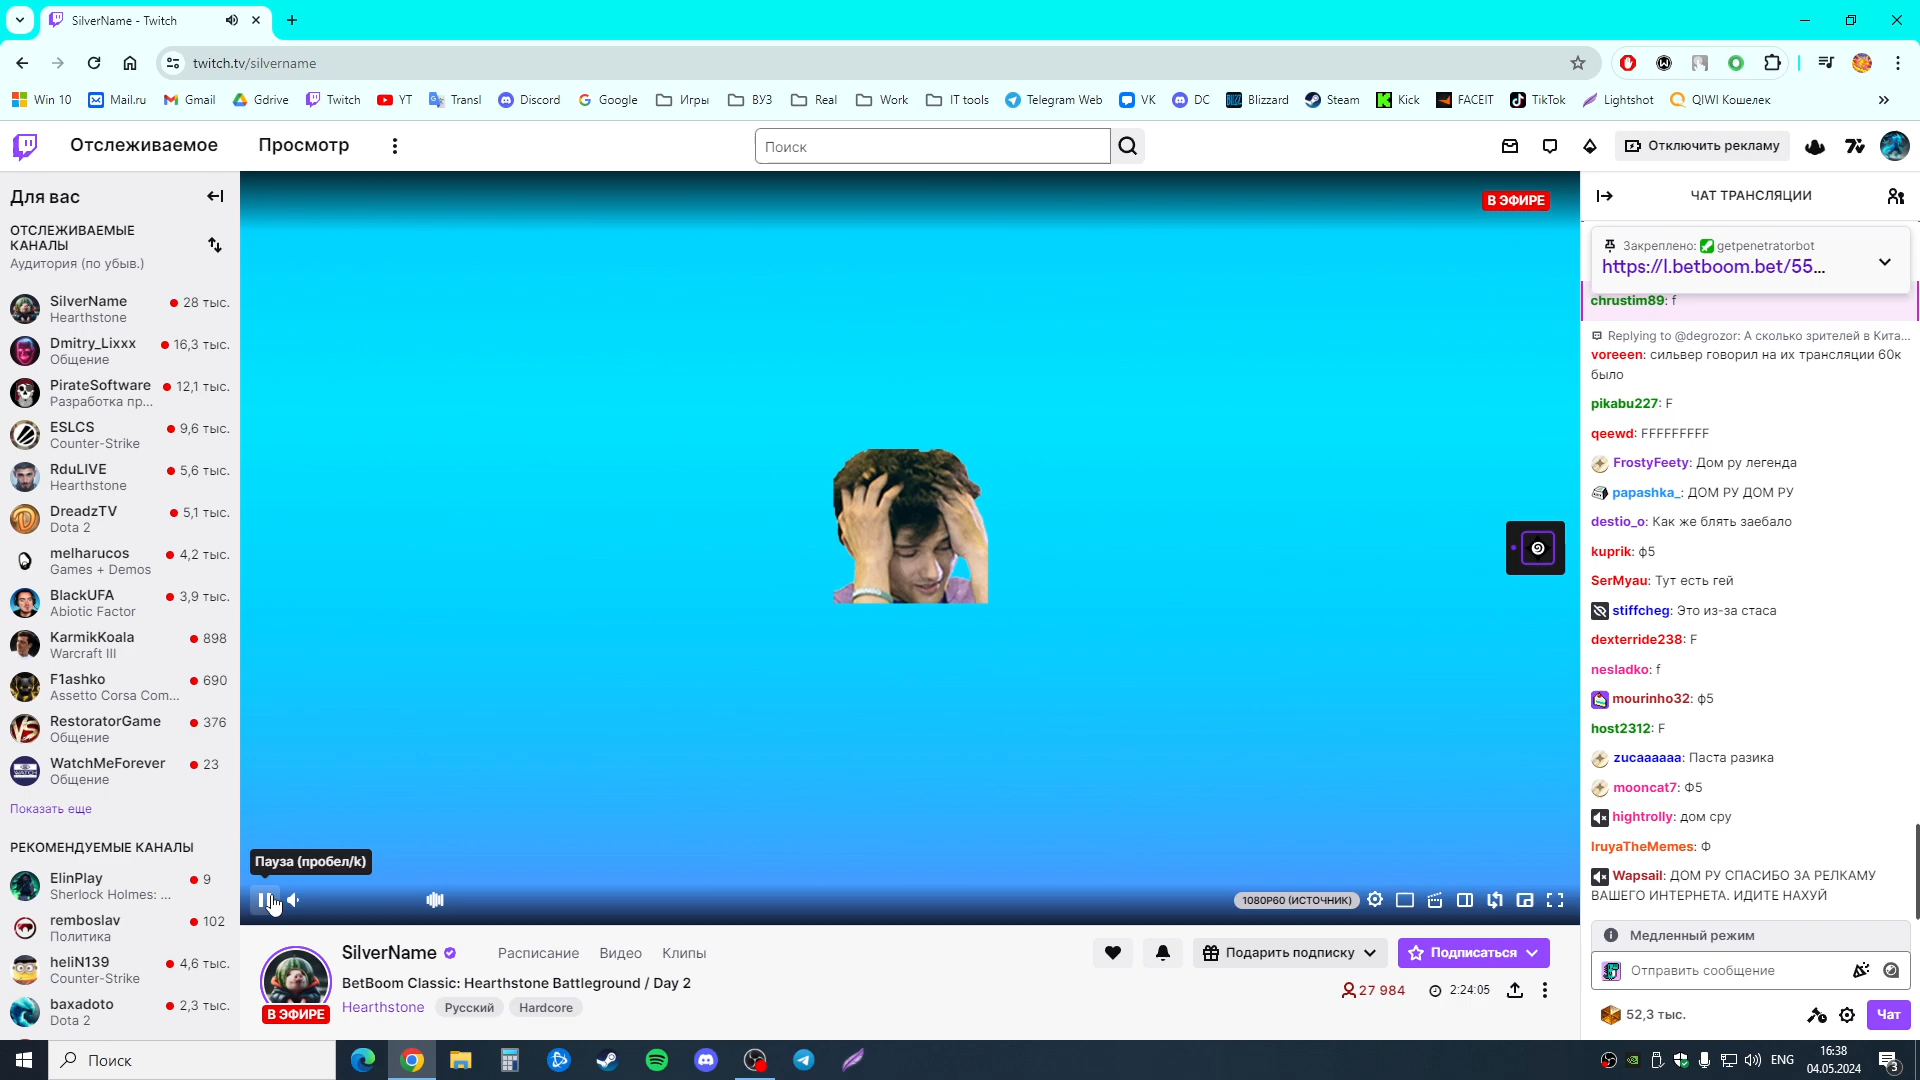 SilverName - Twitch
twitch.tv/silvername
Win 10
Mail.ru
Gmail
Gdrive
Twitch
YT
Transl
Discord
Google
Игры
ВУЗ
Real
Work
IT tools
Telegram Web
VK
DC
Blizzard
Steam
Kick
FACEIT
TikTok
Lightshot
QIWI Кошелек
Отслеживаемое
Просмотр
Поиск
Отключить рекламу
Для вас
ОТСЛЕЖИВАЕМЫЕ
КАНАЛЫ
Аудитория (по убыв.)
SilverName 28 тыс.
Hearthstone
Dmitry_Lixxx 16,3 тыс.
Общение
PirateSoftware 12,1 тыс.
Разработка пр...
ESLCS 9,6 тыс.
Counter-Strike
RduLIVE 5,6 тыс.
Hearthstone
DreadzTV 5,1 тыс.
Dota 2
melharucos 4,2 тыс.
Games + Demos
BlackUFA 3,9 тыс.
Abiotic Factor
KarmikKoala 898
Warcraft III
F1ashko 690
Assetto Corsa Com...
RestoratorGame 376
Общение
WatchMeForever 23
Общение
Показать еще
РЕКОМЕНДУЕМЫЕ КАНАЛЫ
ElinPlay 9
Sherlock Holmes: ...
remboslav 102
Политика
heliN139 4,6 тыс.
Counter-Strike
baxadoto 2,3 тыс.
Dota 2
В ЭФИРЕ
Пауза (пробел/k)
1080P60 (ИСТОЧНИК)
SilverName
Расписание
Видео
Клипы
Подарить подписку
Подписаться
BetBoom Classic: Hearthstone Battleground / Day 2
Hearthstone
Русский
Hardcore
В ЭФИРЕ
27 984
2:24:05
ЧАТ ТРАНСЛЯЦИИ
Закреплено: getpenetratorbot
https://l.betboom.bet/55...
chrustim89: f
Replying to @degrozor: А сколько зрителей в Кита...
voreeen: сильвер говорил на их трансляции 60к
было
pikabu227: F
qeewd: FFFFFFFFF
FrostyFeety: Дом ру легенда
papashka_: ДОМ РУ ДОМ РУ
destio_o: Как же блять заебало
kuprik: ф5
SerMyau: Тут есть гей
stiffcheg: Это из-за стаса
dexterride238: F
nesladko: f
mourinho32: ф5
host2312: F
zucaaaaaa: Паста разика
mooncat7: Ф5
hightrolly: дом сру
IruyaTheMemes: Ф
Wapsail: ДОМ РУ СПАСИБО ЗА РЕЛКАМУ
ВАШЕГО ИНТЕРНЕТА. ИДИТЕ НАХУЙ
Медленный режим
Отправить сообщение
52,3 тыс.
Чат
Поиск
ENG
16:38
04.05.2024
3